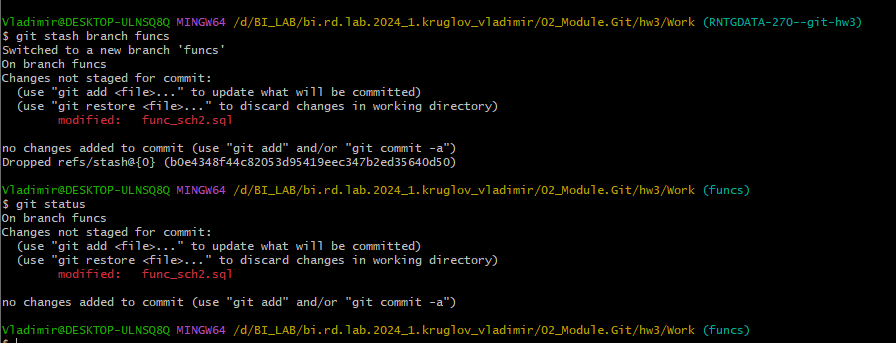 Vladimir@DESKTOP-ULNSQ8Q MINGW64 /d/BI_LAB/bi.rd.lab.2024_1.kruglov_vladimir/02_Module.Git/hw3/Work (RNTGDATA-270--git-hw3)
$ git stash branch funcs
Switched to a new branch 'funcs'
On branch funcs
Changes not staged for commit:
  (use "git add <file>..." to update what will be committed)
  (use "git restore <file>..." to discard changes in working directory)
        modified:   func_sch2.sql

no changes added to commit (use "git add" and/or "git commit -a")
Dropped refs/stash@{0} (b0e4348f44c82053d95419eec347b2ed35640d50)

Vladimir@DESKTOP-ULNSQ8Q MINGW64 /d/BI_LAB/bi.rd.lab.2024_1.kruglov_vladimir/02_Module.Git/hw3/Work (funcs)
$ git status
On branch funcs
Changes not staged for commit:
  (use "git add <file>..." to update what will be committed)
  (use "git restore <file>..." to discard changes in working directory)
        modified:   func_sch2.sql

no changes added to commit (use "git add" and/or "git commit -a")

Vladimir@DESKTOP-ULNSQ8Q MINGW64 /d/BI_LAB/bi.rd.lab.2024_1.kruglov_vladimir/02_Module.Git/hw3/Work (funcs)
$